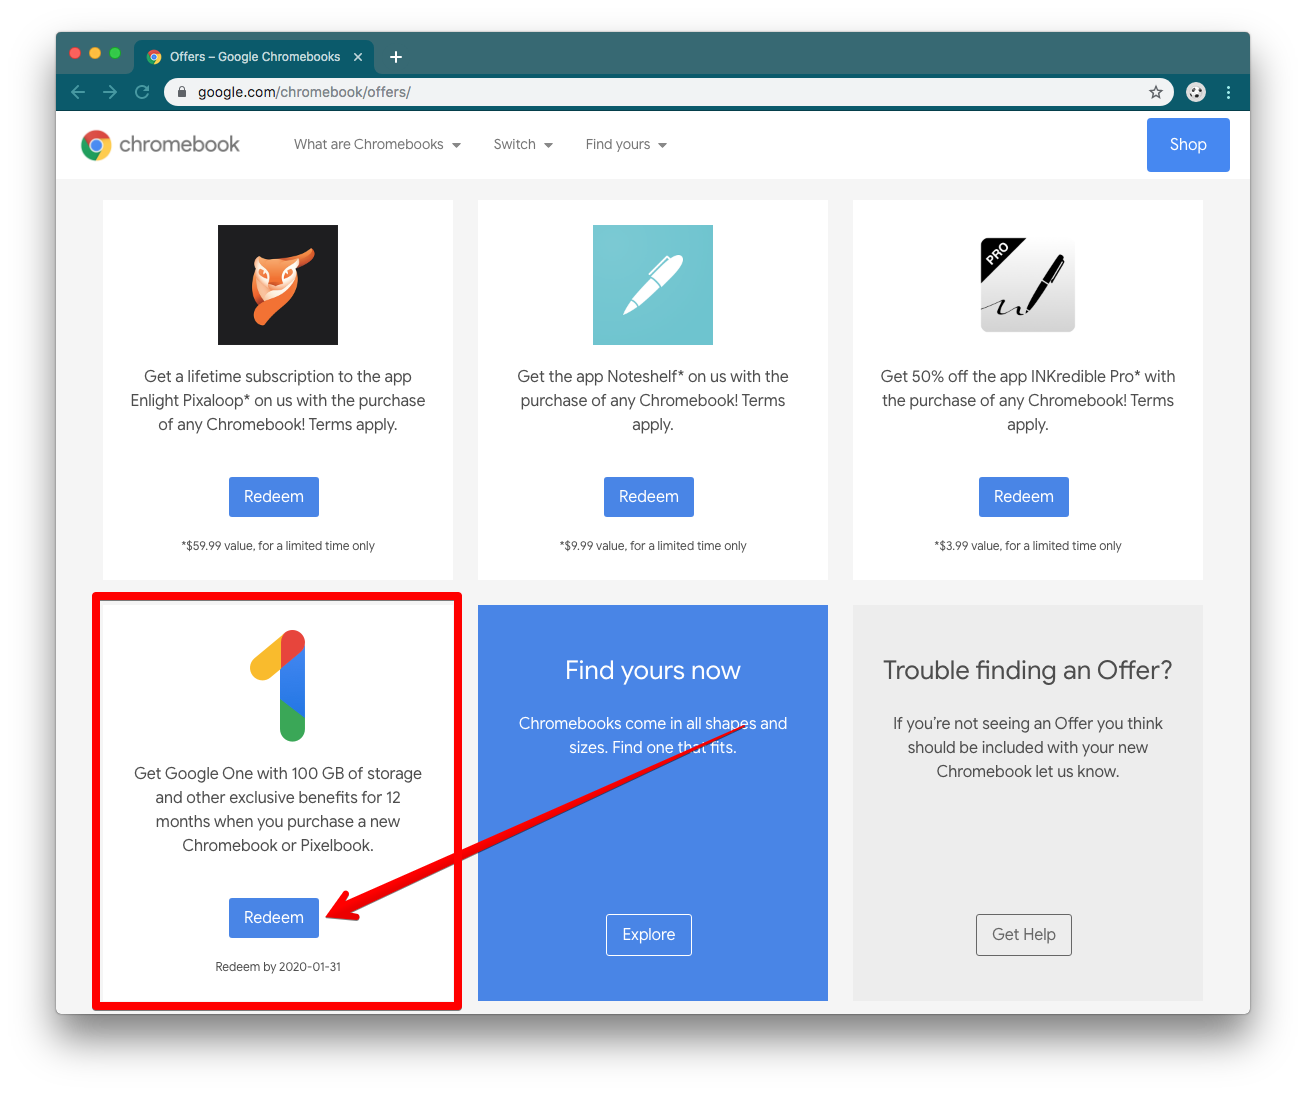 Offers – Google Chromebooks
google.com/chromebook/offers/
chromebook
What are Chromebooks
Switch
Find yours
Shop
Get a lifetime subscription to the app
Enlight Pixaloop* on us with the purchase
of any Chromebook! Terms apply.
Redeem
*$59.99 value, for a limited time only
Get the app Noteshelf* on us with the
purchase of any Chromebook! Terms
apply.
Redeem
*$9.99 value, for a limited time only
PRO
Get 50% off the app INKredible Pro* with
the purchase of any Chromebook! Terms
apply.
Redeem
*$3.99 value, for a limited time only
Get Google One with 100 GB of storage
and other exclusive benefits for 12
months when you purchase a new
Chromebook or Pixelbook.
Redeem
Redeem by 2020-01-31
Find yours now
Chromebooks come in all shapes and
sizes. Find one that fits.
Explore
Trouble finding an Offer?
If you’re not seeing an Offer you think
should be included with your new
Chromebook let us know.
Get Help